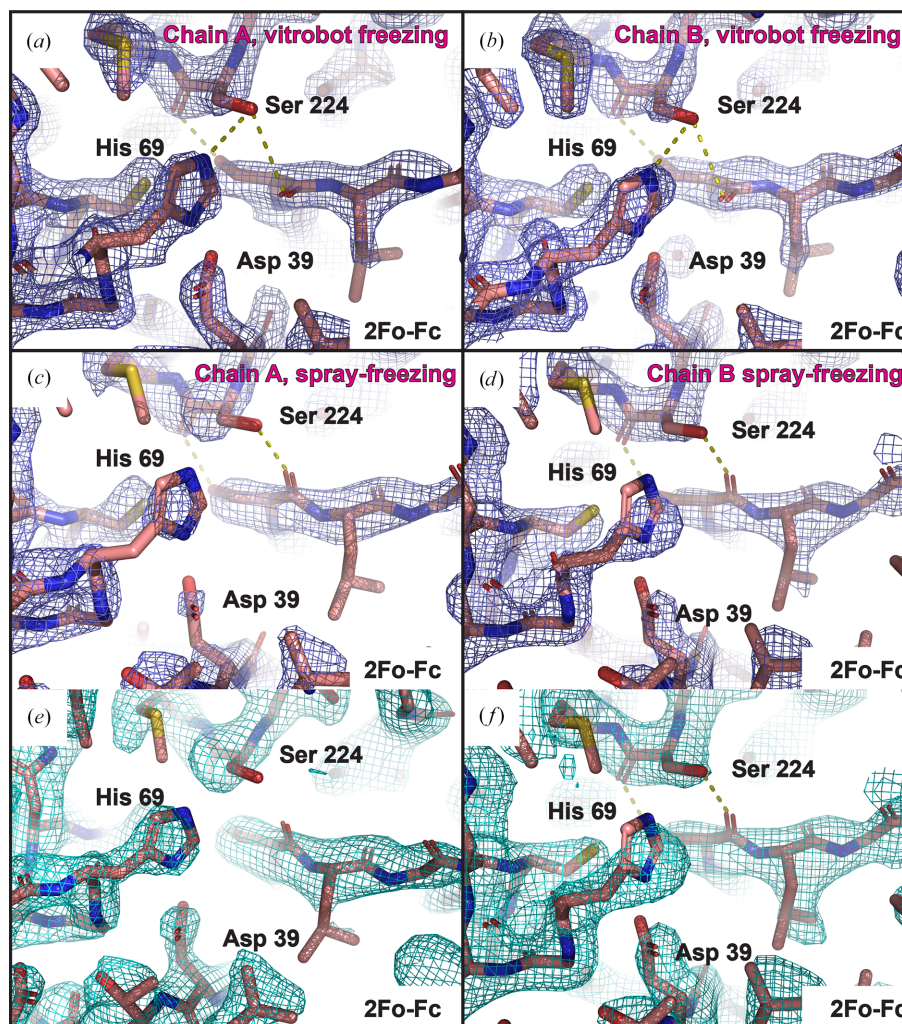 (a) Chain A, vitrobot freezing
Ser 224
His 69
Asp 39
2Fo-Fc
(b) Chain B, vitrobot freezing
Ser 224
His 69
Asp 39
2Fo-Fc
(c) Chain A, spray-freezing
Ser 224
His 69
Asp 39
2Fo-Fc
(d) Chain B spray-freezing
Ser 224
His 69
Asp 39
2Fo-Fc
(e)
Ser 224
His 69
Asp 39
2Fo-Fc
(f)
Ser 224
His 69
Asp 39
2Fo-Fc